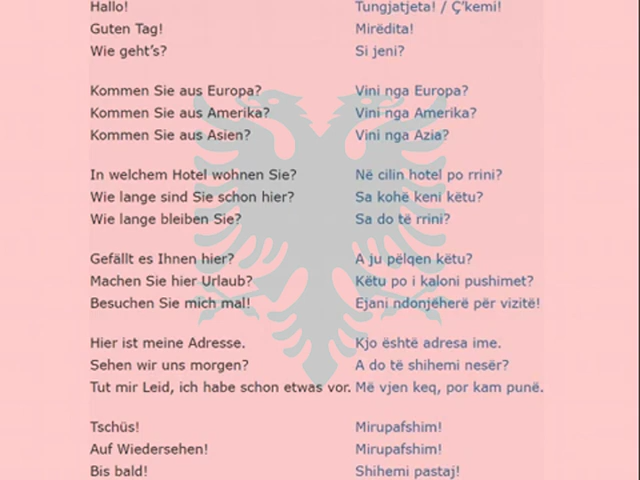 Hallo! Tungjatjeta! / Ç’kemi!
Guten Tag! Mirëdita!
Wie geht’s? Si jeni?
Kommen Sie aus Europa? Vini nga Europa?
Kommen Sie aus Amerika? Vini nga Amerika?
Kommen Sie aus Asien? Vini nga Azia?
In welchem Hotel wohnen Sie? Në cilin hotel po rrini?
Wie lange sind Sie schon hier? Sa kohë keni këtu?
Wie lange bleiben Sie? Sa do të rrini?
Gefällt es Ihnen hier? A ju pëlqen këtu?
Machen Sie hier Urlaub? Këtu po i kaloni pushimet?
Besuchen Sie mich mal! Ejani ndonjëherë për vizitë!
Hier ist meine Adresse. Kjo është adresa ime.
Sehen wir uns morgen? A do të shihemi nesër?
Tut mir Leid, ich habe schon etwas vor. Më vjen keq, por kam punë.
Tschüs! Mirupafshim!
Auf Wiedersehen! Mirupafshim!
Bis bald! Shihemi pastaj!